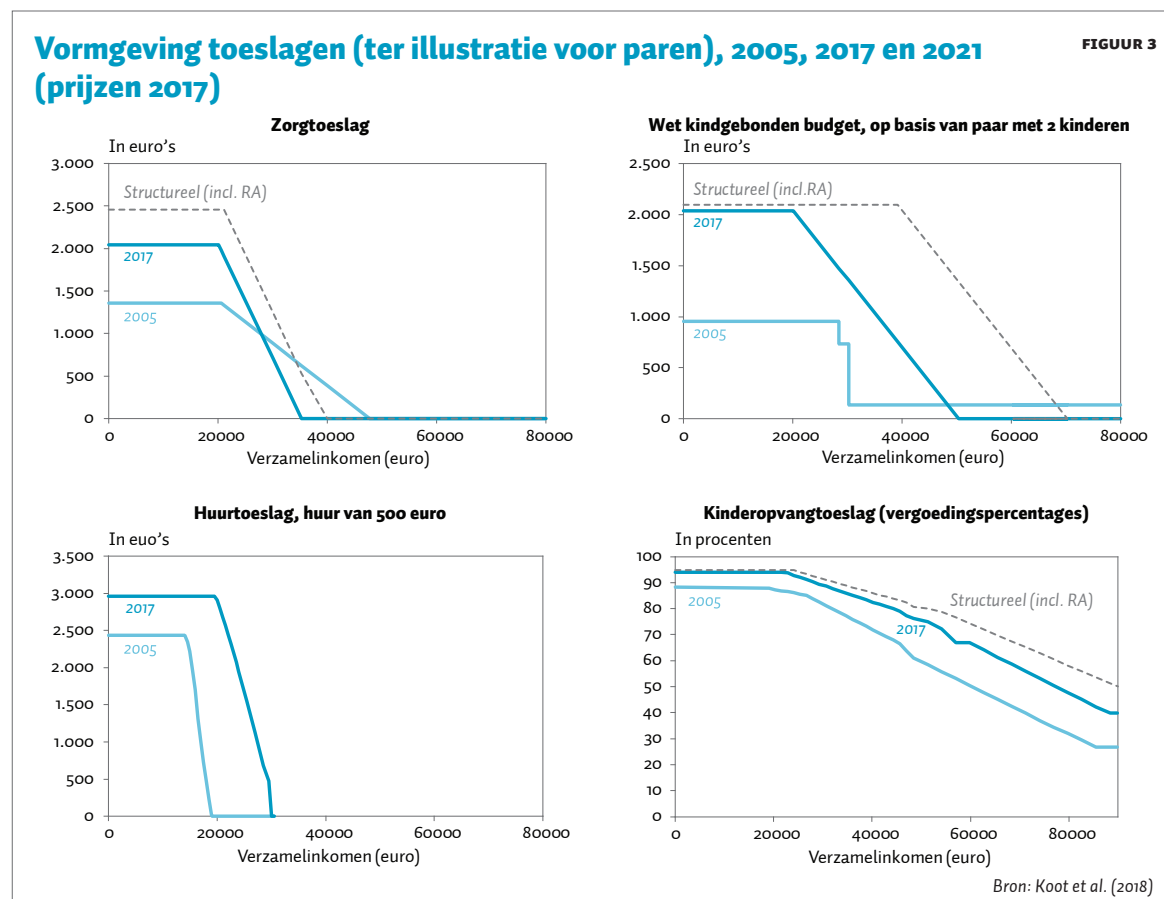 Vormgeving toeslagen (ter illustratie voor paren), 2005, 2017 en 2021
(prijzen 2017)
FIGUUR 3
Zorgtoeslag
In euro's
3.000
2.500
2.000
1.500
1.000
500
0
Structureel (incl. RA)
2017
2005
0 20000 40000 60000 80000
Verzamelinkomen (euro)
Wet kindgebonden budget, op basis van paar met 2 kinderen
In euro's
2.500
2.000
1.500
1.000
500
0
Structureel (incl.RA)
2017
2005
0 20000 40000 60000 80000
Verzamelinkomen (euro)
Huurtoeslag, huur van 500 euro
In euo's
3.500
3.000
2.500
2.000
1.500
1.000
500
0
2017
2005
0 20000 40000 60000 80000
Verzamelinkomen (euro)
Kinderopvangtoeslag (vergoedingspercentages)
In procenten
100
90
80
70
60
50
40
30
20
10
0
2005
Structureel (incl. RA)
2017
0 20000 40000 60000 80000
Verzamelinkomen (euro)
Bron: Koot et al. (2018)